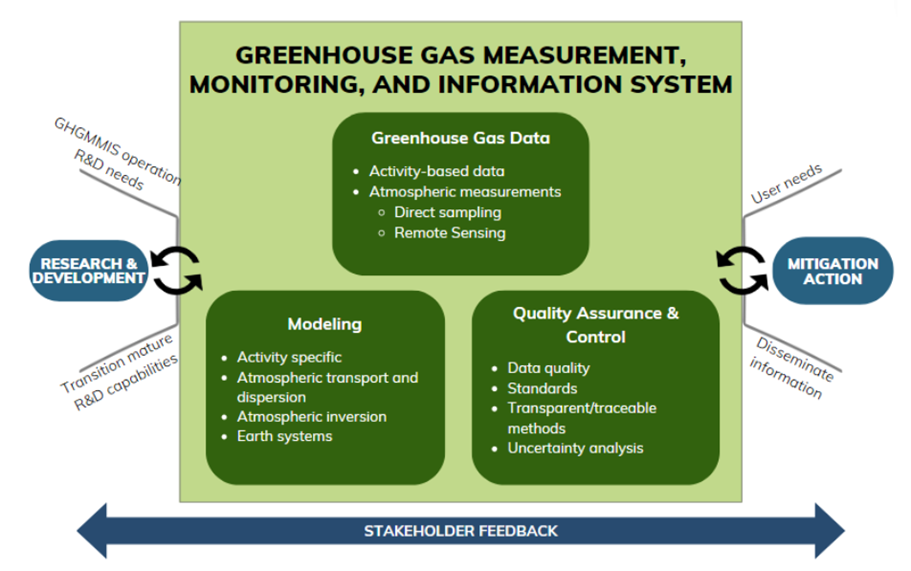 GREENHOUSE GAS MEASUREMENT,
MONITORING, AND INFORMATION SYSTEM
Greenhouse Gas Data
• Activity-based data
• Atmospheric measurements
○ Direct sampling
○ Remote Sensing
GHGMMIS operation
R&D needs
RESEARCH &
DEVELOPMENT
Transition mature
R&D capabilities
Modeling
• Activity specific
• Atmospheric transport and
dispersion
• Atmospheric inversion
• Earth systems
Quality Assurance &
Control
• Data quality
• Standards
• Transparent/traceable
methods
• Uncertainty analysis
User needs
MITIGATION
ACTION
Disseminate
information
STAKEHOLDER FEEDBACK